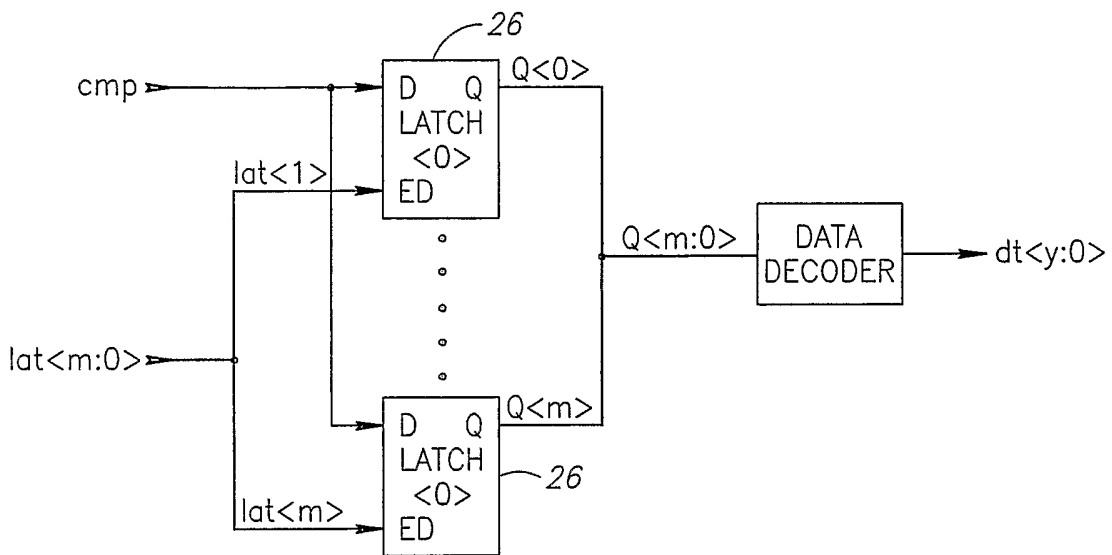 26
cmp
D Q
LATCH
<0>
ED
Q<0>
lat<1>
Q<m:0>
DATA
DECODER
dt<y:0>
lat<m:0>
D Q
LATCH
<0>
ED
Q<m>
26
lat<m>